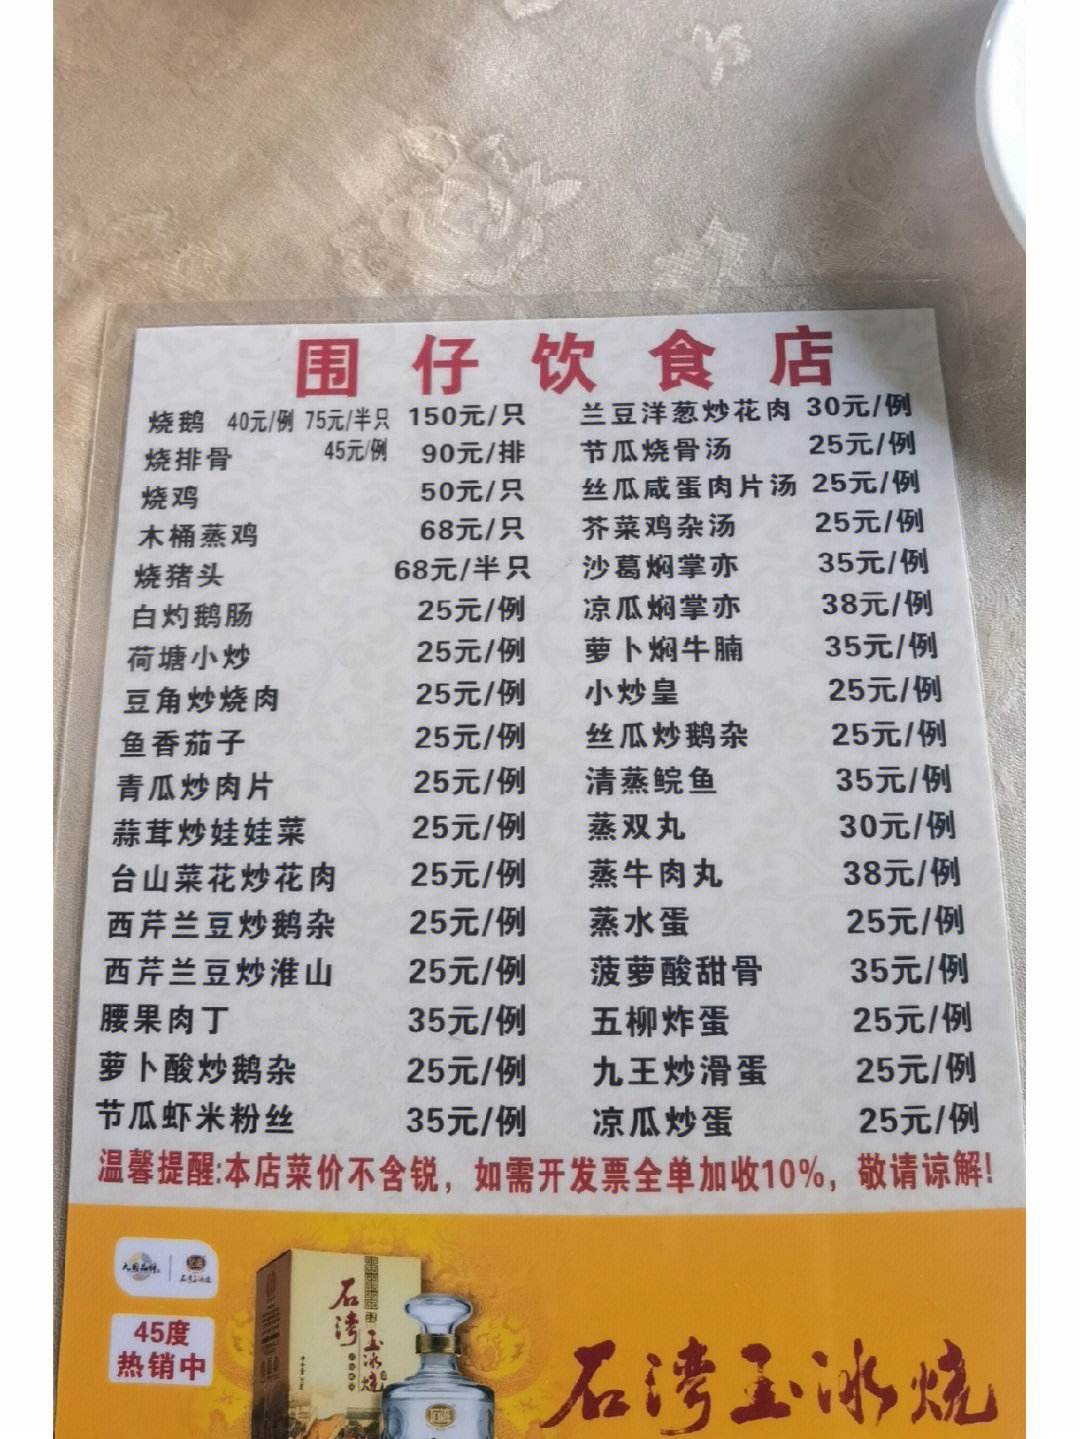 围仔饮食店
烧鹅 40元/例 75元/半只 150元/只
烧排骨 45元/例 90元/排
烧鸡 50元/只
木桶蒸鸡 68元/只
烧猪头 68元/半只
白灼鹅肠 25元/例
荷塘小炒 25元/例
豆角炒烧肉 25元/例
鱼香茄子 25元/例
青瓜炒肉片 25元/例
蒜茸炒娃娃菜 25元/例
台山菜花炒花肉 25元/例
西芹兰豆炒鹅杂 25元/例
西芹兰豆炒淮山 25元/例
腰果肉丁 35元/例
萝卜酸炒鹅杂 25元/例
节瓜虾米粉丝 35元/例
兰豆洋葱炒花肉 30元/例
节瓜烧骨汤 25元/例
丝瓜咸蛋肉片汤 25元/例
芥菜鸡杂汤 25元/例
沙葛焖掌亦 35元/例
凉瓜焖掌亦 38元/例
萝卜焖牛腩 35元/例
小炒皇 25元/例
丝瓜炒鹅杂 25元/例
清蒸鲩鱼 35元/例
蒸双丸 30元/例
蒸牛肉丸 38元/例
蒸水蛋 25元/例
菠萝酸甜骨 35元/例
五柳炸蛋 25元/例
九王炒滑蛋 25元/例
凉瓜炒蛋 25元/例
温馨提醒:本店菜价不含锐，如需开发票全单加收10%，敬请谅解!
45度
热销中
石湾
玉冰烧
石湾玉冰烧